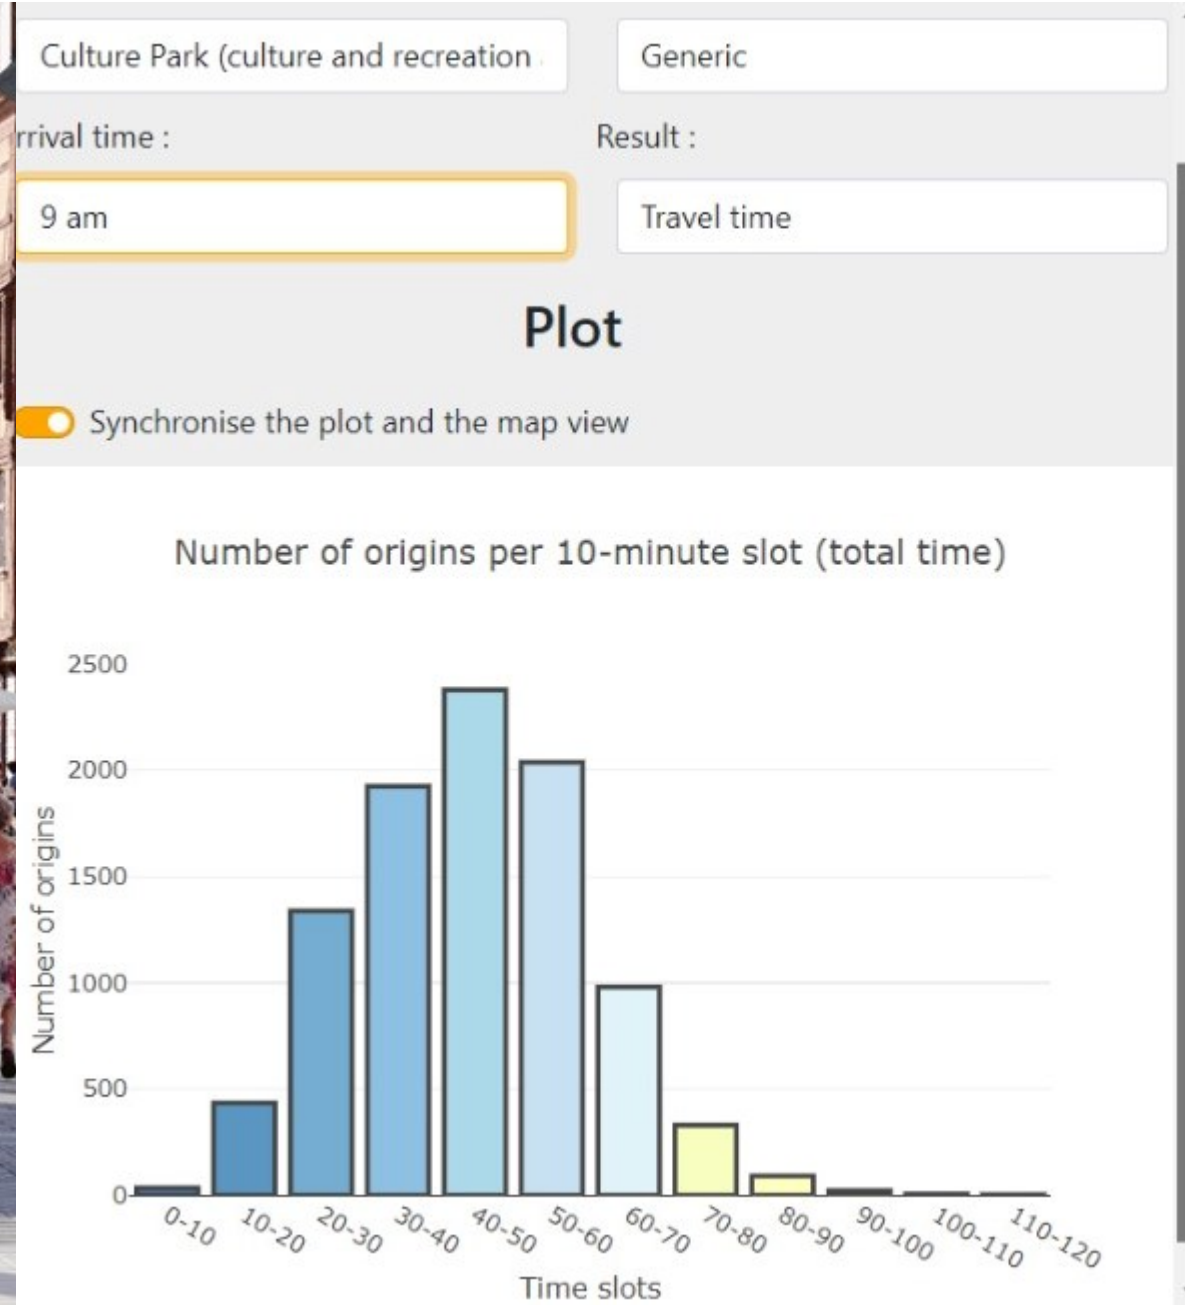 Culture Park (culture and recreation
Generic
rrival time :
Result :
9 am
Travel time
Plot
Synchronise the plot and the map view
Number of origins per 10-minute slot (total time)
2500
2000
1500
1000
500
0
Number of origins
0-10
10-20
20-30
30-40
40-50
50-60
60-70
70-80
80-90
90-100
100-110
110-120
Time slots